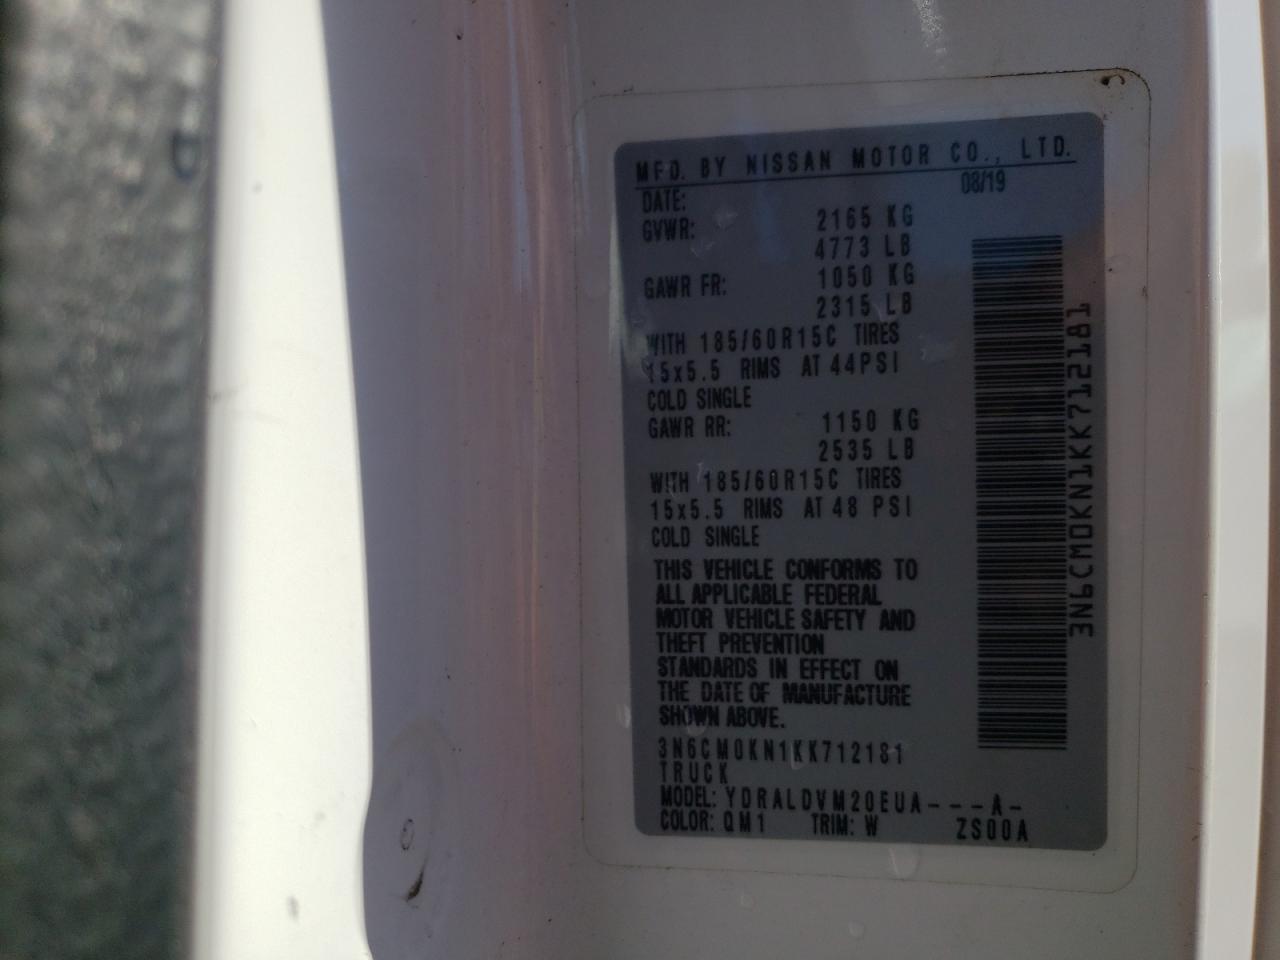 MFD. BY NISSAN MOTOR CO., LTD.
DATE: 08/19
GVWR: 2165 KG
4773 LB
GAWR FR: 1050 KG
2315 LB
WITH 185/60R15C TIRES
15x5.5 RIMS AT 44PSI
COLD SINGLE
GAWR RR: 1150 KG
2535 LB
WITH 185/60R15C TIRES
15x5.5 RIMS AT 48 PSI
COLD SINGLE
THIS VEHICLE CONFORMS TO
ALL APPLICABLE FEDERAL
MOTOR VEHICLE SAFETY AND
THEFT PREVENTION
STANDARDS IN EFFECT ON
THE DATE OF MANUFACTURE
SHOWN ABOVE.
3N6CM0KN1KK712181
TRUCK
MODEL: YDRALDVM20EUA---A-
COLOR: QM1 TRIM: W ZS00A
3N6CM0KN1KK712181